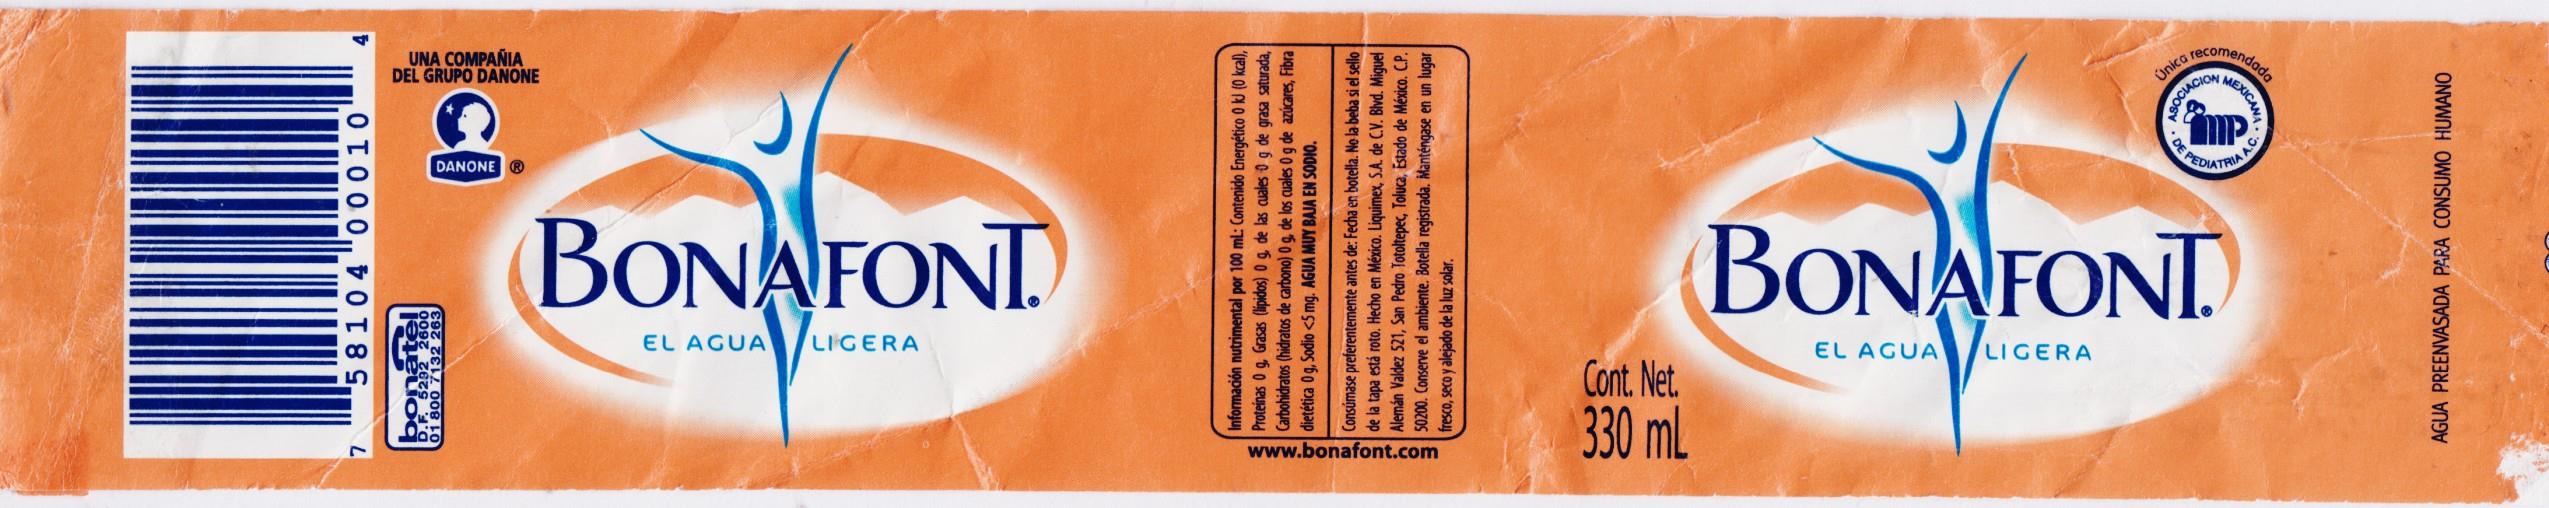 7 58104 00010 4
UNA COMPAÑIA
DEL GRUPO DANONE
DANONE ®
bonatel
D.F. 5292 2600
01 800 7132 263
BONAFONT®
EL AGUA LIGERA
Información nutrimental por 100 mL: Contenido Energético 0 kJ (0 kcal),
Proteínas 0 g, Grasas (lípidos) 0 g, de las cuales 0 g de grasa saturada,
Carbohidratos (hidratos de carbono) 0 g, de los cuales 0 g de azúcares, Fibra
dietética 0 g, Sodio <5 mg. AGUA MUY BAJA EN SODIO.
Consúmase preferentemente antes de: Fecha en botella. No la beba si el sello
de la tapa está roto. Hecho en México. Liquimex, S.A. de C.V. Blvd. Miguel
Alemán Valdez 521, San Pedro Totoltepec, Toluca, Estado de México. C.P.
50200. Conserve el ambiente. Botella registrada. Manténgase en un lugar
fresco, seco y alejado de la luz solar.
www.bonafont.com
Cont. Net.
330 mL
BONAFONT®
EL AGUA LIGERA
Única recomendada
ASOCIACION MEXICANA
amp
DE PEDIATRIA A.C.
AGUA PREENVASADA PARA CONSUMO HUMANO